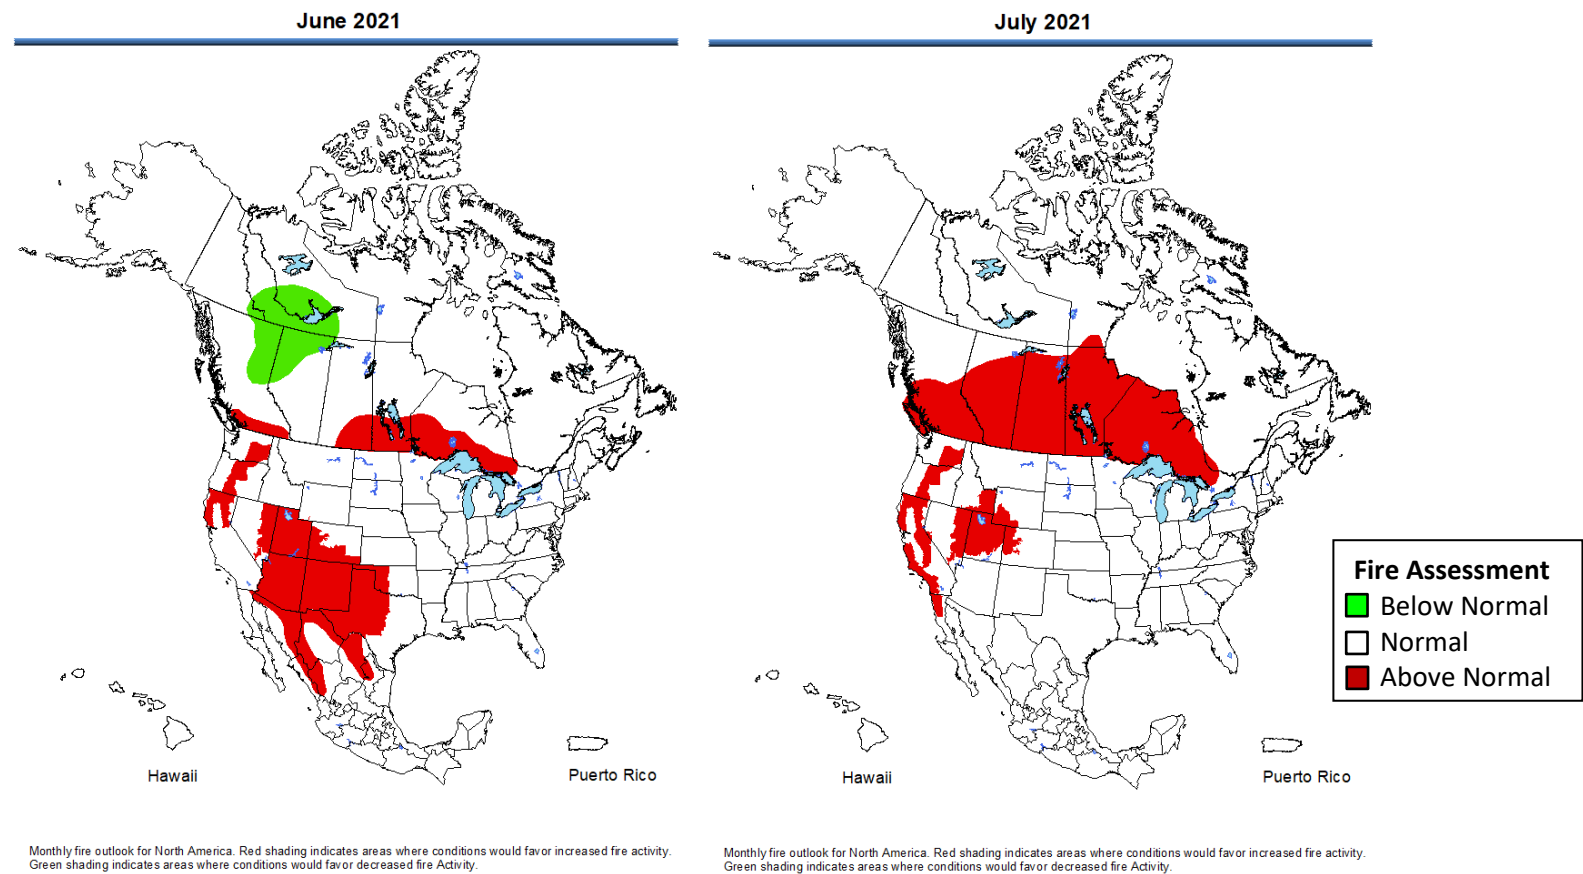 June 2021
July 2021
Fire Assessment
Below Normal
Normal
Above Normal
Hawaii
Puerto Rico
Hawaii
Puerto Rico
Monthly fire outlook for North America. Red shading indicates areas where conditions would favor increased fire activity.
Green shading indicates areas where conditions would favor decreased fire Activity.
Monthly fire outlook for North America. Red shading indicates areas where conditions would favor increased fire activity.
Green shading indicates areas where conditions would favor decreased fire Activity.